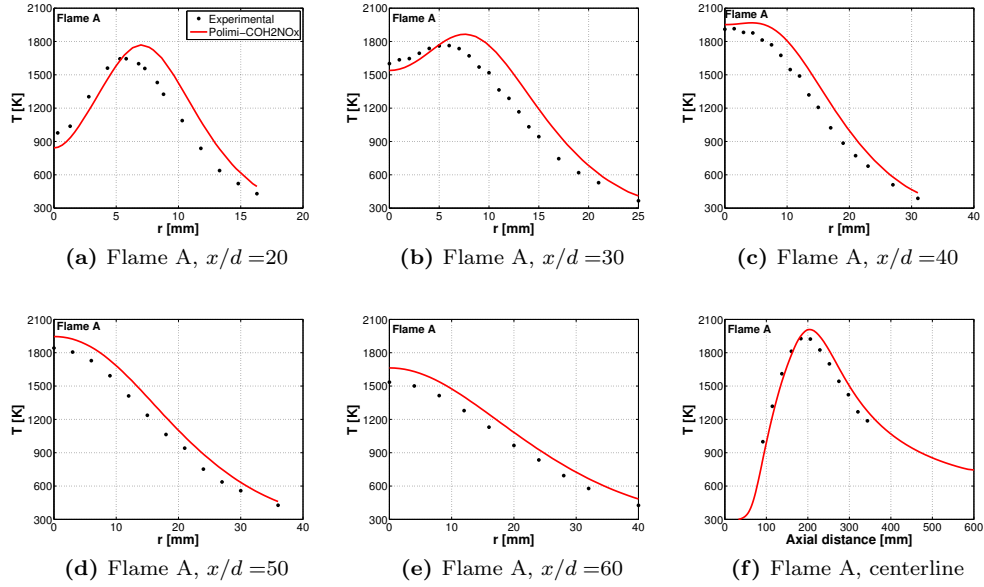 Flame A
Experimental
Polimi−COH2NOx
2100
1800
1500
1200
900
600
300
T [K]
0
5
10
15
20
r [mm]
(a) Flame A, x/d =20
Flame A
2100
1800
1500
1200
900
600
300
T [K]
0
5
10
15
20
25
r [mm]
(b) Flame A, x/d =30
Flame A
2100
1800
1500
1200
900
600
300
T [K]
0
10
20
30
40
r [mm]
(c) Flame A, x/d =40
Flame A
2100
1800
1500
1200
900
600
300
T [K]
0
10
20
30
40
r [mm]
(d) Flame A, x/d =50
Flame A
2100
1800
1500
1200
900
600
300
T [K]
0
10
20
30
40
r [mm]
(e) Flame A, x/d =60
Flame A
2100
1800
1500
1200
900
600
300
T [K]
0
100
200
300
400
500
600
Axial distance [mm]
(f) Flame A, centerline